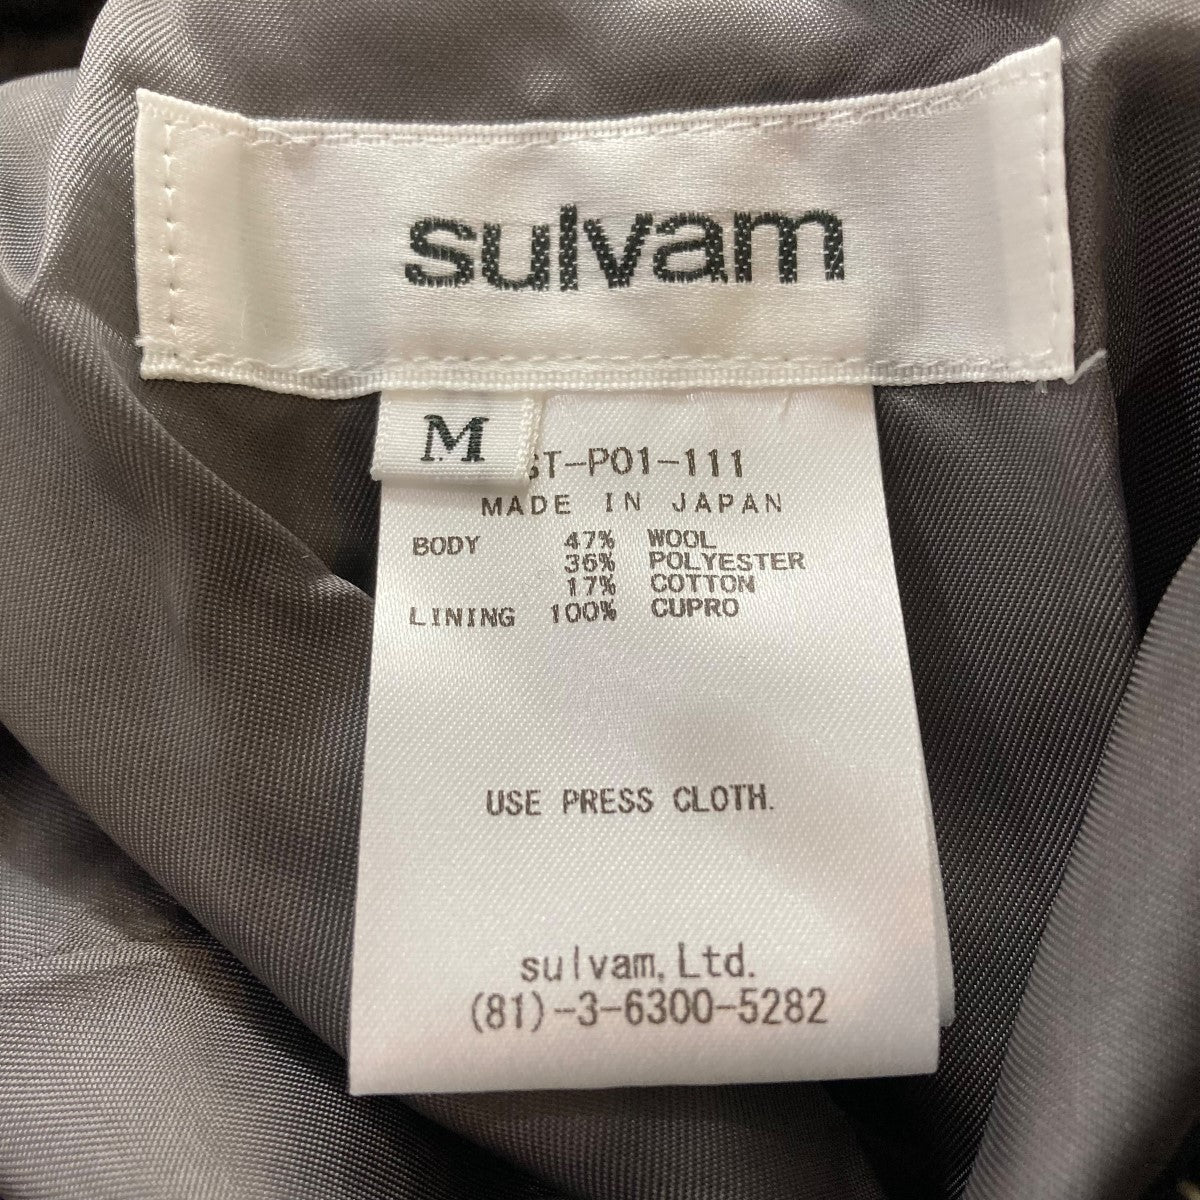 sulvam
M
ST-P01-111
MADE IN JAPAN
BODY 47% WOOL
36% POLYESTER
17% COTTON
LINING 100% CUPRO
USE PRESS CLOTH.
sulvam, Ltd.
(81)-3-6300-5282